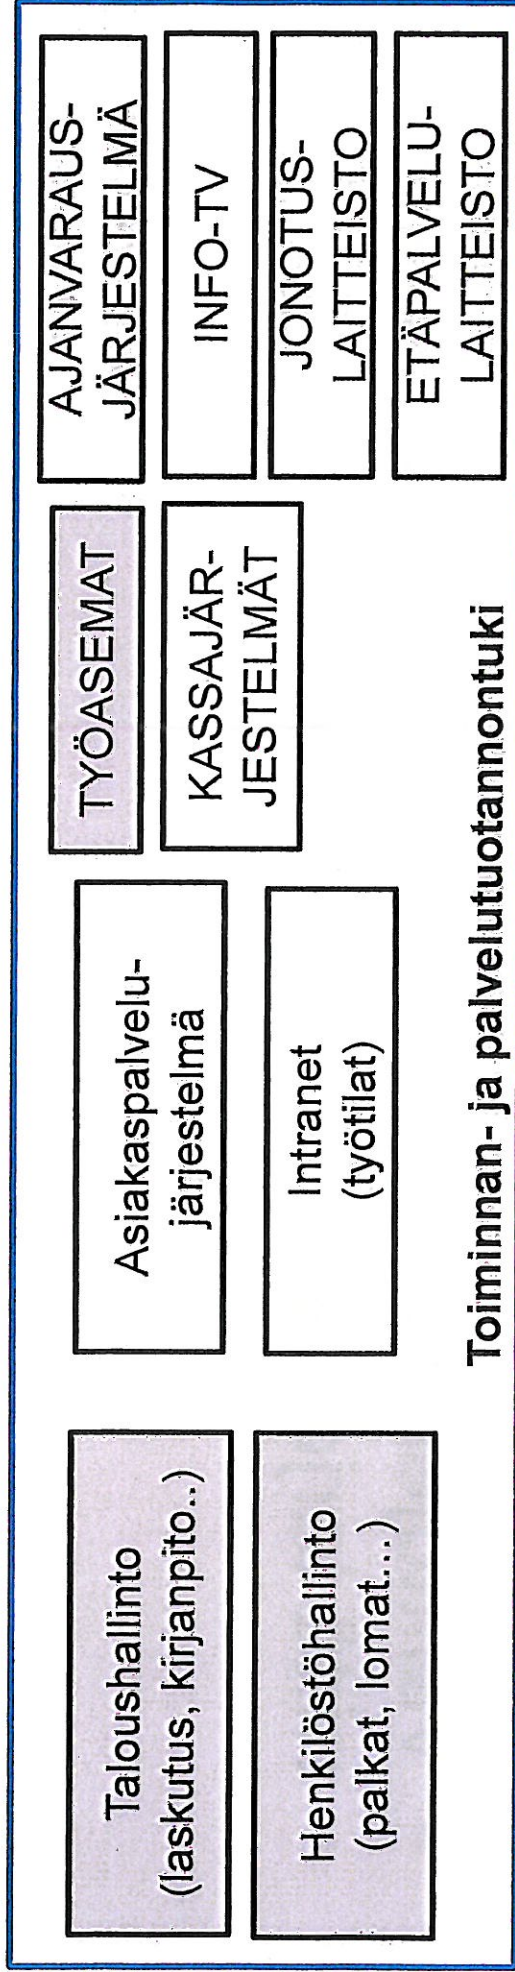 Taloushallinto
(laskutus, kirjanpito..)
Henkilöstöhallinto
(palkat, lomat...)
Asiakaspalvelu-
järjestelmä
Intranet
(työtilat)
TYÖASEMAT
KASSAJÄR-
JESTELMÄT
AJANVARAUS-
JÄRJESTELMÄ
INFO-TV
JONOTUS-
LAITTEISTO
ETÄPALVELU-
LAITTEISTO
Toiminnan- ja palvelutuotannontuki